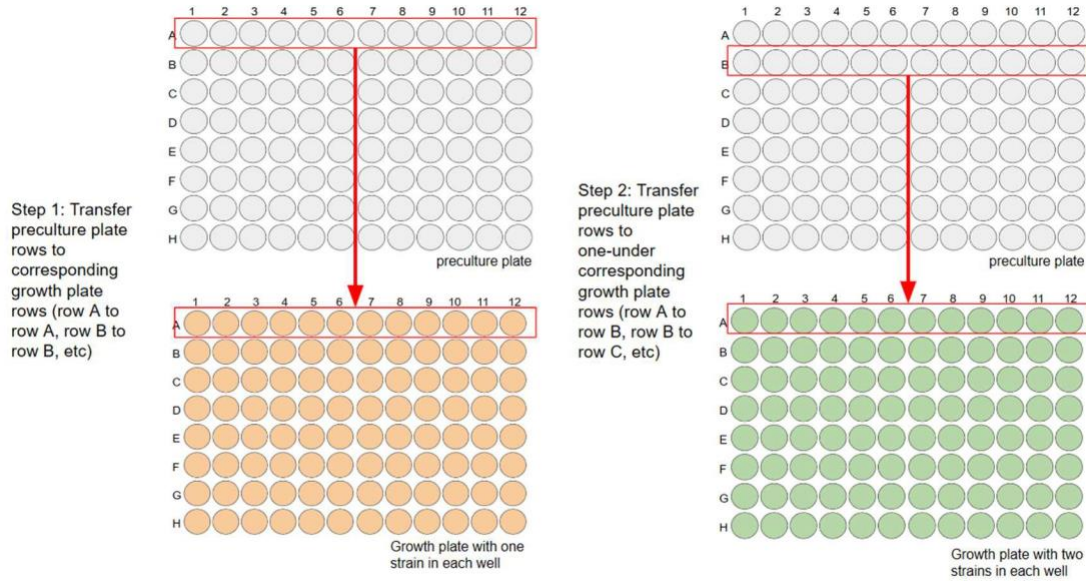 1 2 3 4 5 6 7 8 9 10 11 12
A
B
C
D
E
F
G
H
preculture plate
Step 1: Transfer
preculture plate
rows to
corresponding
growth plate
rows (row A to
row A, row B to
row B, etc)
1 2 3 4 5 6 7 8 9 10 11 12
A
B
C
D
E
F
G
H
Growth plate with one
strain in each well
1 2 3 4 5 6 7 8 9 10 11 12
A
B
C
D
E
F
G
H
preculture plate
Step 2: Transfer
preculture plate
rows to
one-under
corresponding
growth plate
rows (row A to
row B, row B to
row C, etc)
1 2 3 4 5 6 7 8 9 10 11 12
A
B
C
D
E
F
G
H
Growth plate with two
strains in each well